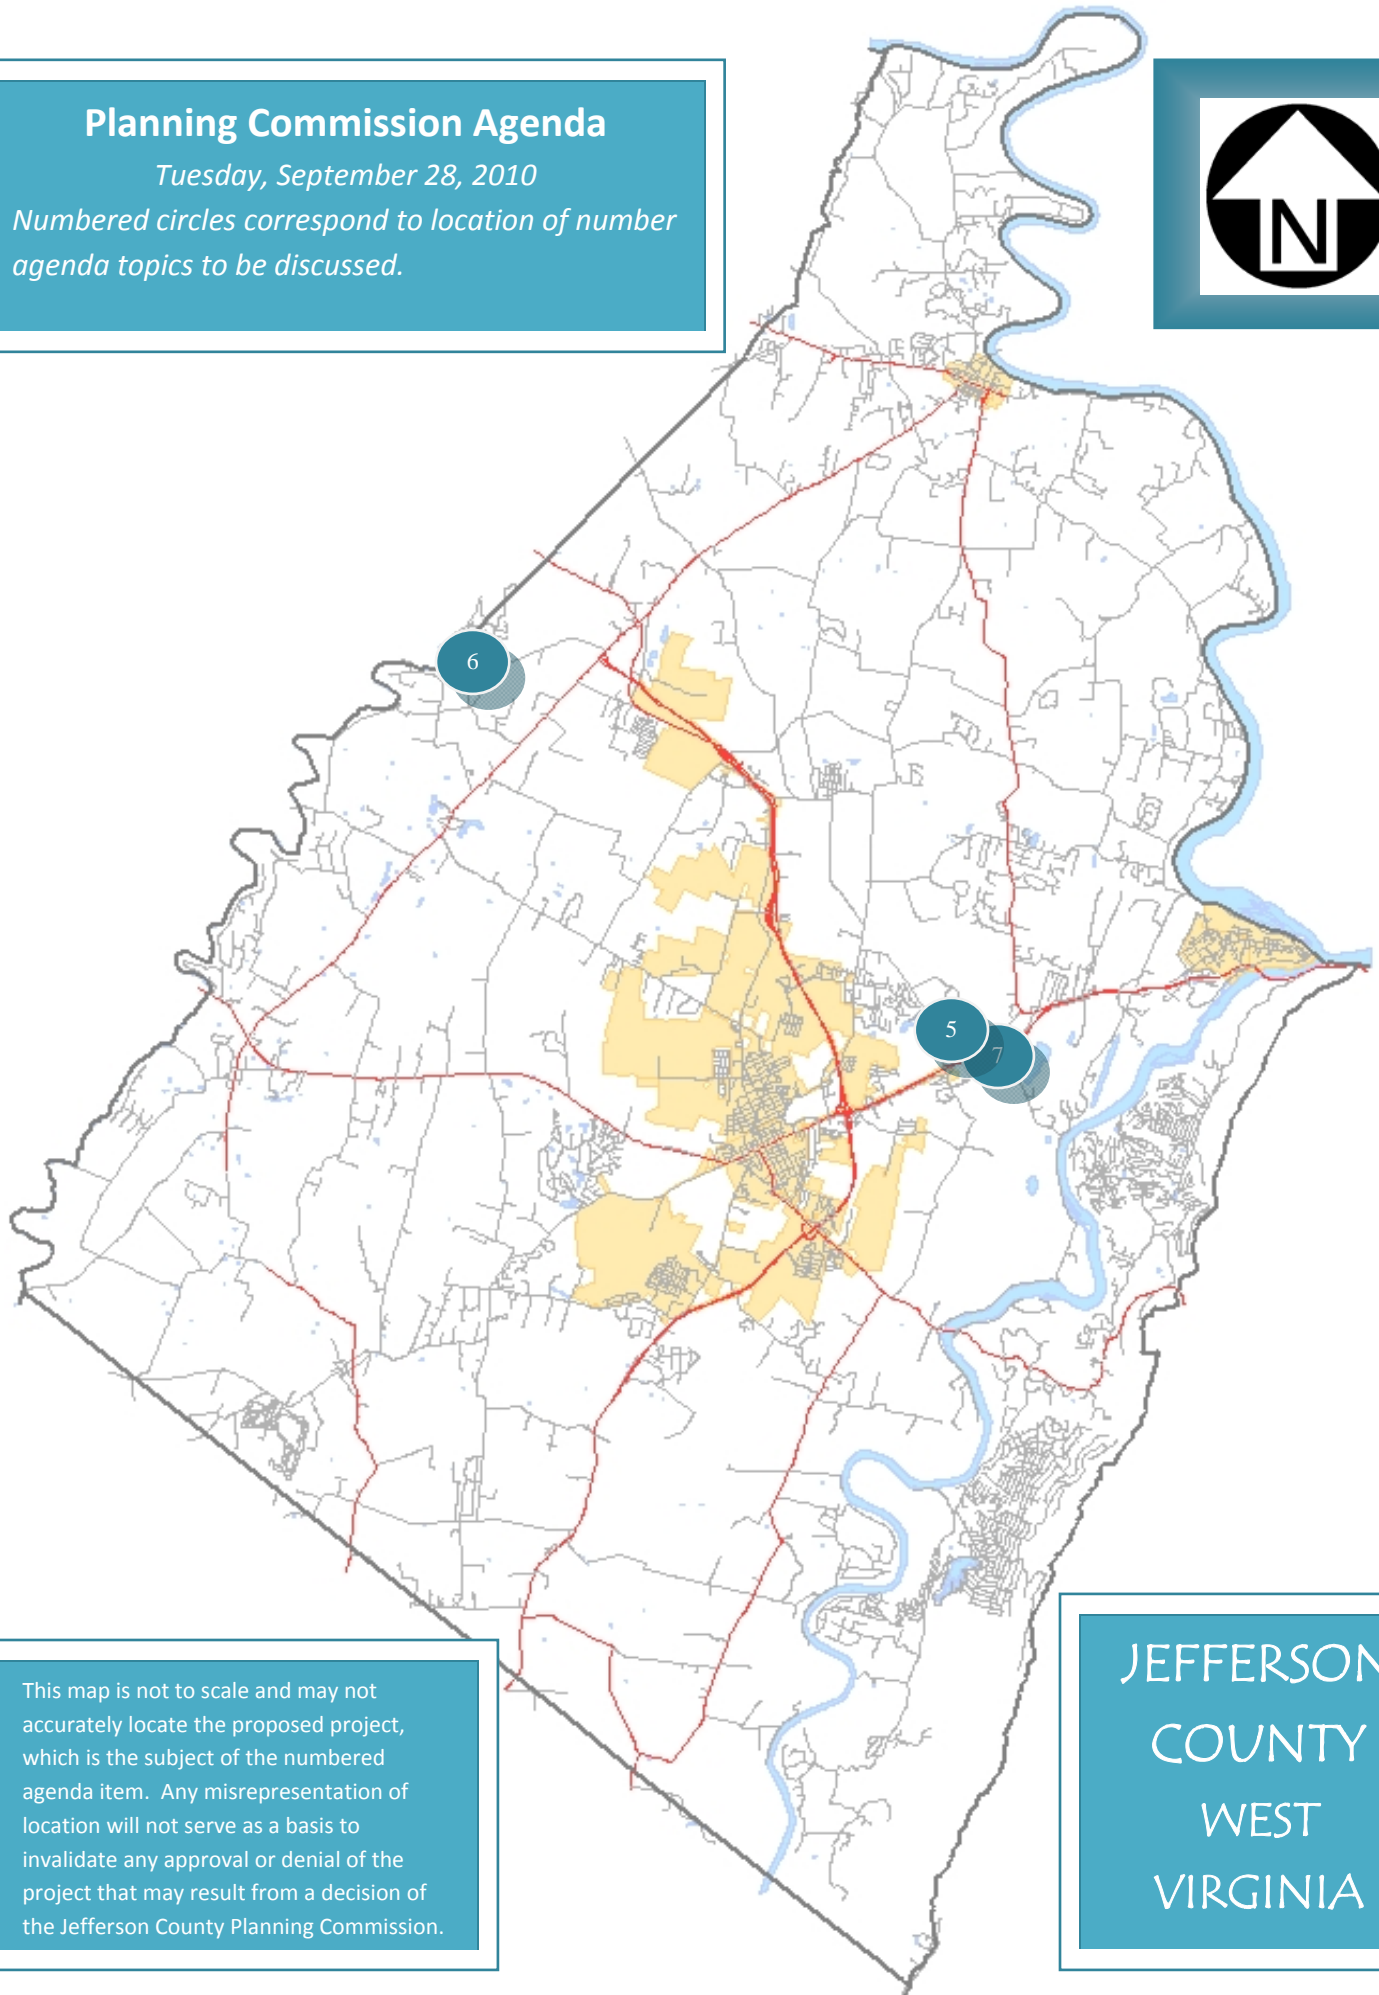 Planning Commission Agenda
Tuesday, September 28, 2010
Numbered circles correspond to location of number
agenda topics to be discussed.
N
6
5
7
This map is not to scale and may not
accurately locate the proposed project,
which is the subject of the numbered
agenda item.  Any misrepresentation of
location will not serve as a basis to
invalidate any approval or denial of the
project that may result from a decision of
the Jefferson County Planning Commission.
JEFFERSON
COUNTY
WEST
VIRGINIA